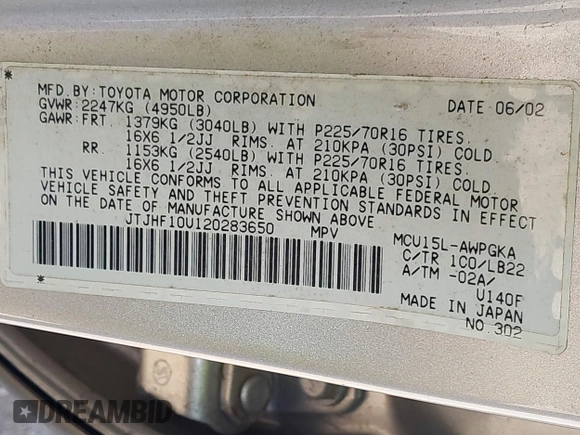 MFD. BY: TOYOTA MOTOR CORPORATION DATE 06/02
GVWR: 2247KG (4950LB)
GAWR: FRT. 1379KG (3040LB) WITH P225/70R16 TIRES.
16X6 1/2JJ RIMS. AT 210KPA (30PSI) COLD.
RR. 1153KG (2540LB) WITH P225/70R16 TIRES.
16X6 1/2JJ RIMS. AT 210KPA (30PSI) COLD.
THIS VEHICLE CONFORMS TO ALL APPLICABLE FEDERAL MOTOR
VEHICLE SAFETY AND THEFT PREVENTION STANDARDS IN EFFECT
ON THE DATE OF MANUFACTURE SHOWN ABOVE
JTJHF10U120283650 MPV
MCU15L-AWPGKA
C/TR 1C0/LB22
A/TM -02A/
U140F
MADE IN JAPAN
NO.302
DREAMBID